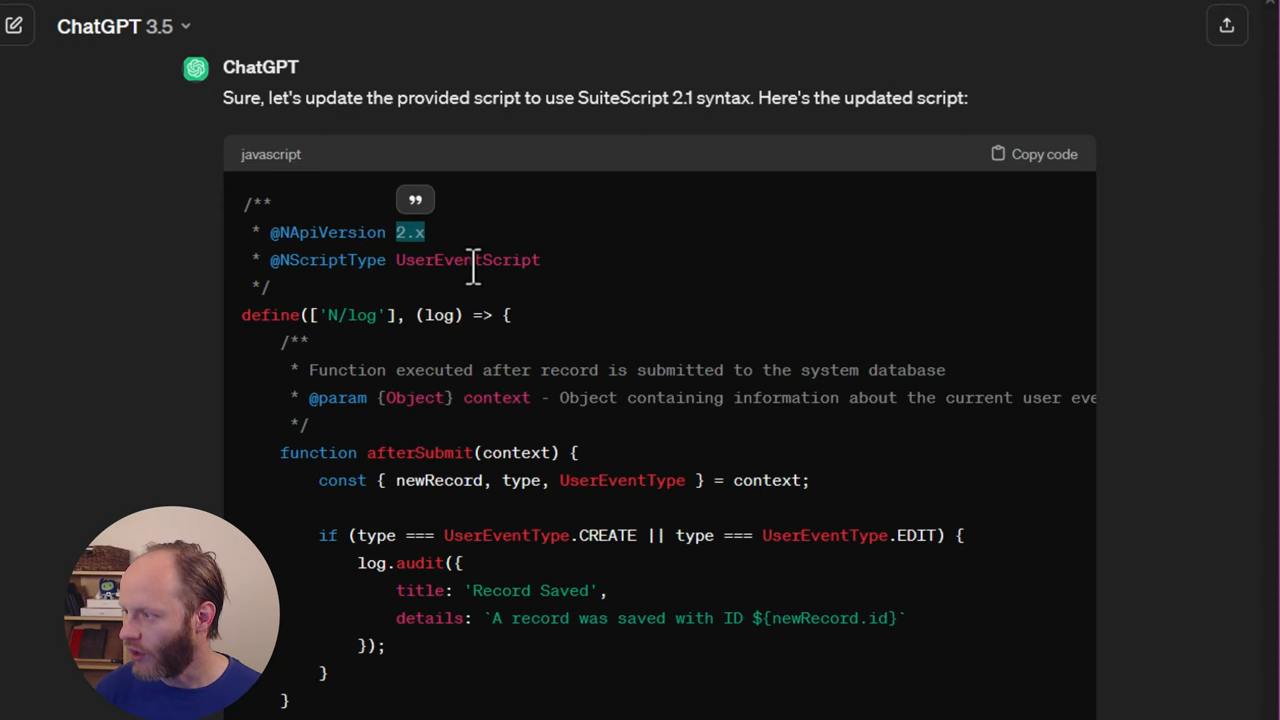 ChatGPT 3.5
ChatGPT
Sure, let's update the provided script to use SuiteScript 2.1 syntax. Here's the updated script:
javascript
Copy code
/**
* @NApiVersion 2.x
* @NScriptType UserEventScript
*/
define(['N/log'], (log) => {
/**
* Function executed after record is submitted to the system database
* @param {Object} context - Object containing information about the current user eve
*/
function afterSubmit(context) {
const { newRecord, type, UserEventType } = context;
if (type === UserEventType.CREATE || type === UserEventType.EDIT) {
log.audit({
title: 'Record Saved',
details: `A record was saved with ID ${newRecord.id}`
});
}
}